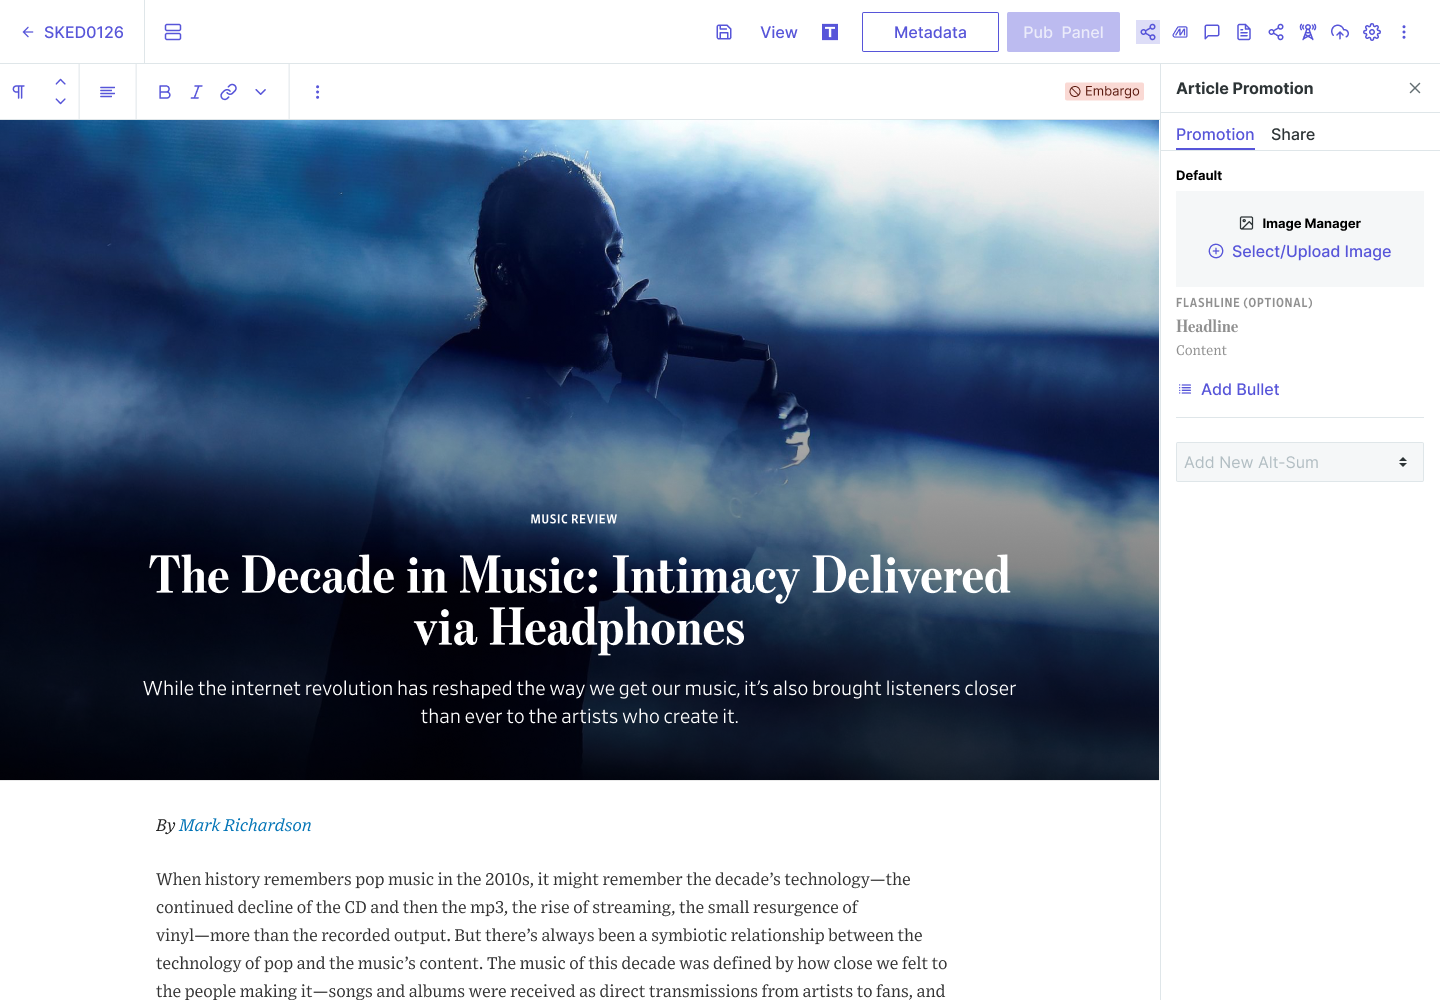 SKED0126
View
T
Metadata
Pub Panel
B I
Embargo
Article Promotion
Promotion Share
Default
Image Manager
Select/Upload Image
FLASHLINE (OPTIONAL)
Headline
Content
Add Bullet
Add New Alt-Sum
MUSIC REVIEW
The Decade in Music: Intimacy Delivered
via Headphones
While the internet revolution has reshaped the way we get our music, it’s also brought listeners closer
than ever to the artists who create it.
By Mark Richardson
When history remembers pop music in the 2010s, it might remember the decade’s technology—the
continued decline of the CD and then the mp3, the rise of streaming, the small resurgence of
vinyl—more than the recorded output. But there’s always been a symbiotic relationship between the
technology of pop and the music’s content. The music of this decade was defined by how close we felt to
the people making it—songs and albums were received as direct transmissions from artists to fans, and